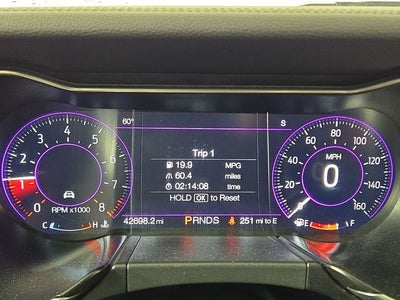 60° S
Trip 1
19.9 MPG
60.4 miles
02:14:08 time
HOLD OK to Reset
0 1 2 3 4 5 6 7 8
RPM x1000
C H
42698.2 mi PRNDS 251 mi to E
20 40 60 80 100 120 140 160
MPH
0
E F